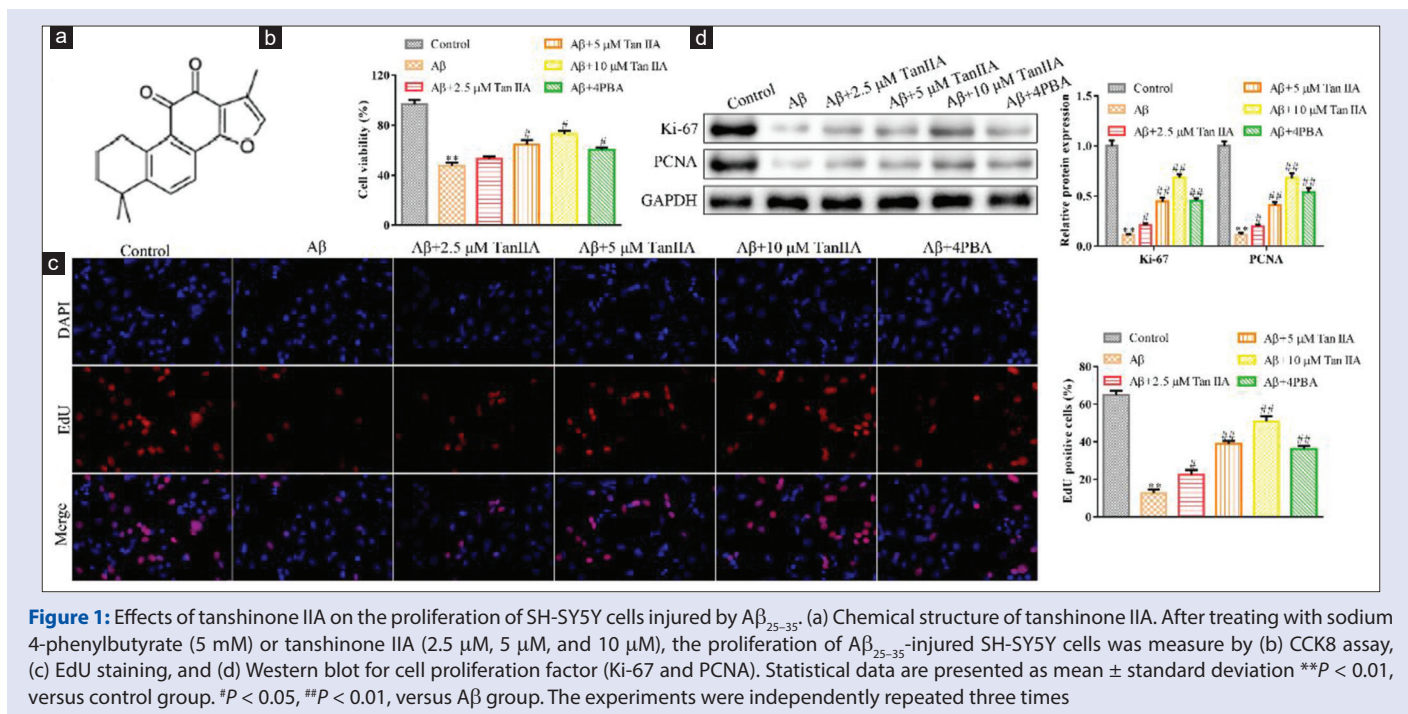 a
O
O
O
b
Control
Aβ
Aβ+2.5 μM TanIIA
Aβ+5 μM Tan IIA
Aβ+10 μM Tan IIA
Aβ+4PBA
Cell viability (%)
120
80
40
0
**
#
#
#
d
Control
Aβ
Aβ+2.5 μM TanIIA
Aβ+5 μM TanIIA
Aβ+10 μM TanIIA
Aβ+4PBA
Ki-67
PCNA
GAPDH
Control
Aβ
Aβ+2.5 μM Tan IIA
Aβ+5 μM Tan IIA
Aβ+10 μM Tan IIA
Aβ+4PBA
Relative protein expression
1.0
0.5
0.0
**
#
##
##
##
**
#
##
##
##
Ki-67
PCNA
c
Control
Aβ
Aβ+2.5 μM TanIIA
Aβ+5 μM TanIIA
Aβ+10 μM TanIIA
Aβ+4PBA
DAPI
EdU
Merge
Control
Aβ
Aβ+2.5 μM Tan IIA
Aβ+5 μM Tan IIA
Aβ+10 μM Tan IIA
Aβ+4PBA
EdU positive cells (%)
80
60
40
20
0
**
#
##
##
##
Figure 1: Effects of tanshinone IIA on the proliferation of SH-SY5Y cells injured by Aβ25–35. (a) Chemical structure of tanshinone IIA. After treating with sodium
4-phenylbutyrate (5 mM) or tanshinone IIA (2.5 μM, 5 μM, and 10 μM), the proliferation of Aβ25–35-injured SH-SY5Y cells was measure by (b) CCK8 assay,
(c) EdU staining, and (d) Western blot for cell proliferation factor (Ki-67 and PCNA). Statistical data are presented as mean ± standard deviation **P < 0.01,
versus control group. #P < 0.05, ##P < 0.01, versus Aβ group. The experiments were independently repeated three times